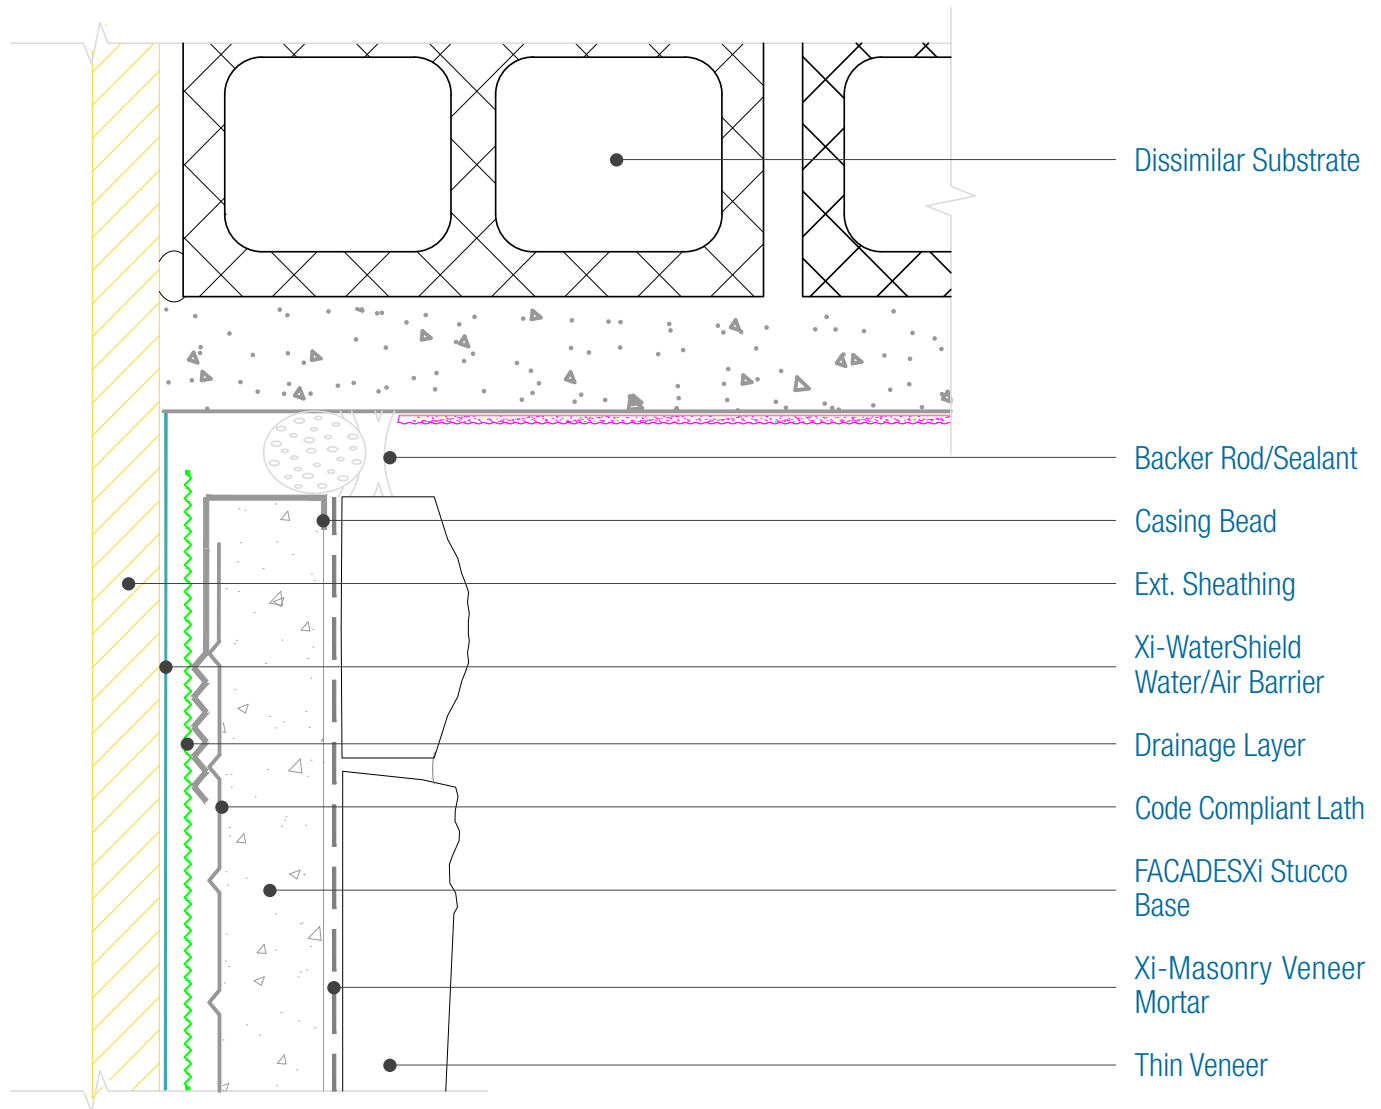 Dissimilar Substrate
Backer Rod/Sealant
Casing Bead
Ext. Sheathing
Xi-WaterShield
Water/Air Barrier
Drainage Layer
Code Compliant Lath
FACADESXi Stucco
Base
Xi-Masonry Veneer
Mortar
Thin Veneer